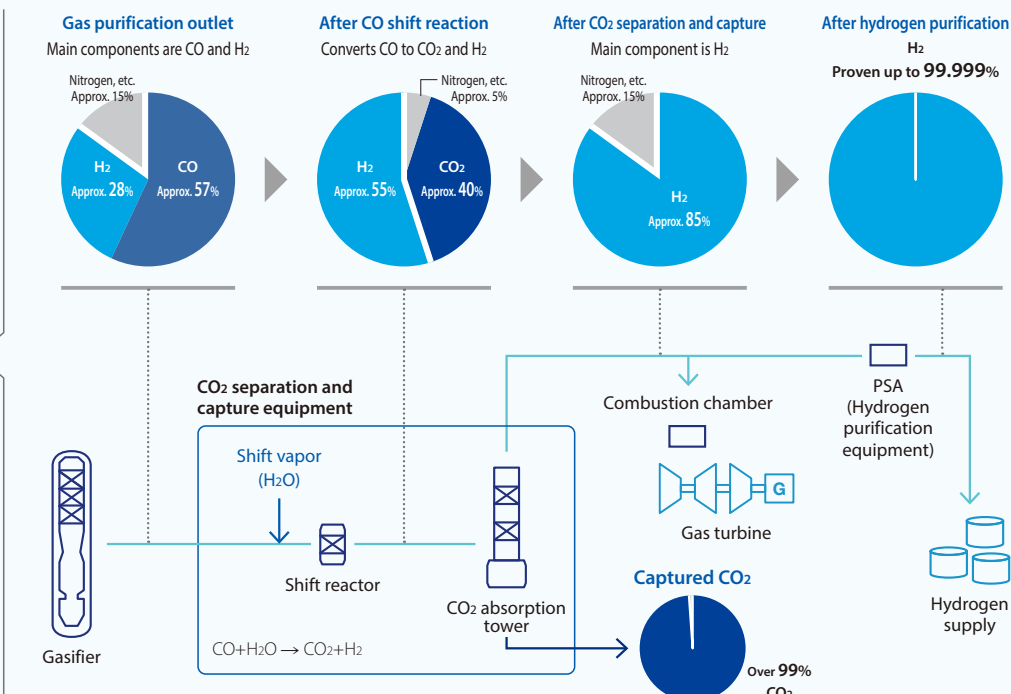 Gas purification outlet
Main components are CO and H2
Nitrogen, etc.
Approx. 15%
H2
Approx. 28%
CO
Approx. 57%
After CO shift reaction
Converts CO to CO2 and H2
Nitrogen, etc.
Approx. 5%
H2
Approx. 55%
CO2
Approx. 40%
After CO2 separation and capture
Main component is H2
Nitrogen, etc.
Approx. 15%
H2
Approx. 85%
After hydrogen purification
H2
Proven up to 99.999%
CO2 separation and
capture equipment
Shift vapor
(H2O)
Shift reactor
CO+H2O → CO2+H2
CO2 absorption
tower
Gasifier
Combustion chamber
G
Gas turbine
PSA
(Hydrogen
purification
equipment)
Hydrogen
supply
Captured CO2
Over 99%
CO2